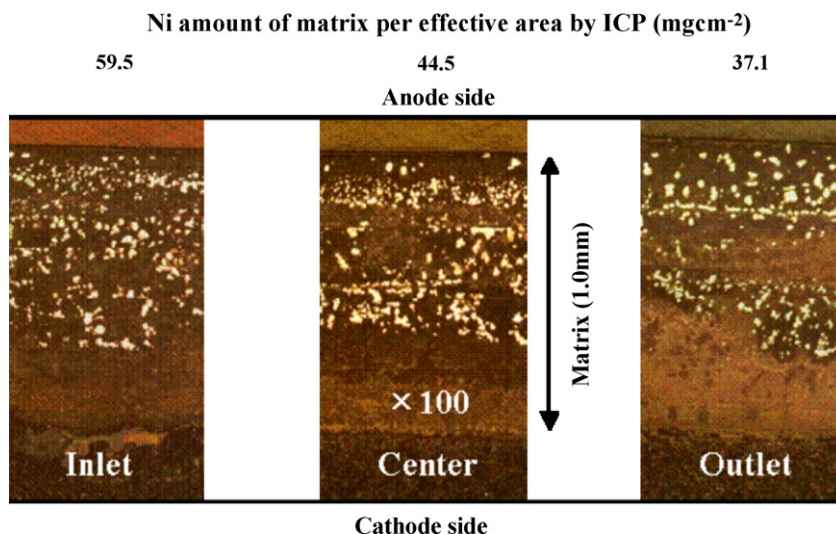 Ni amount of matrix per effective area by ICP (mgcm-2)
59.5 44.5 37.1
Anode side
Matrix (1.0mm)
× 100
Inlet Center Outlet
Cathode side